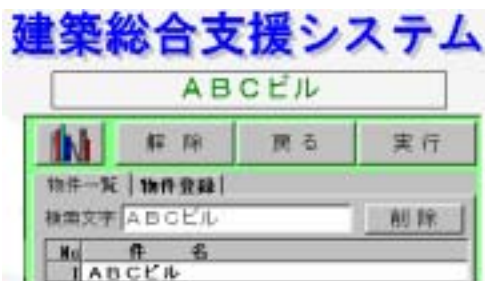 建築総合支援システム
ABCビル
解除 戻る 実行
物件一覧 物件登録
検索文字 ABCビル 削除
No 件名
1 ABCビル